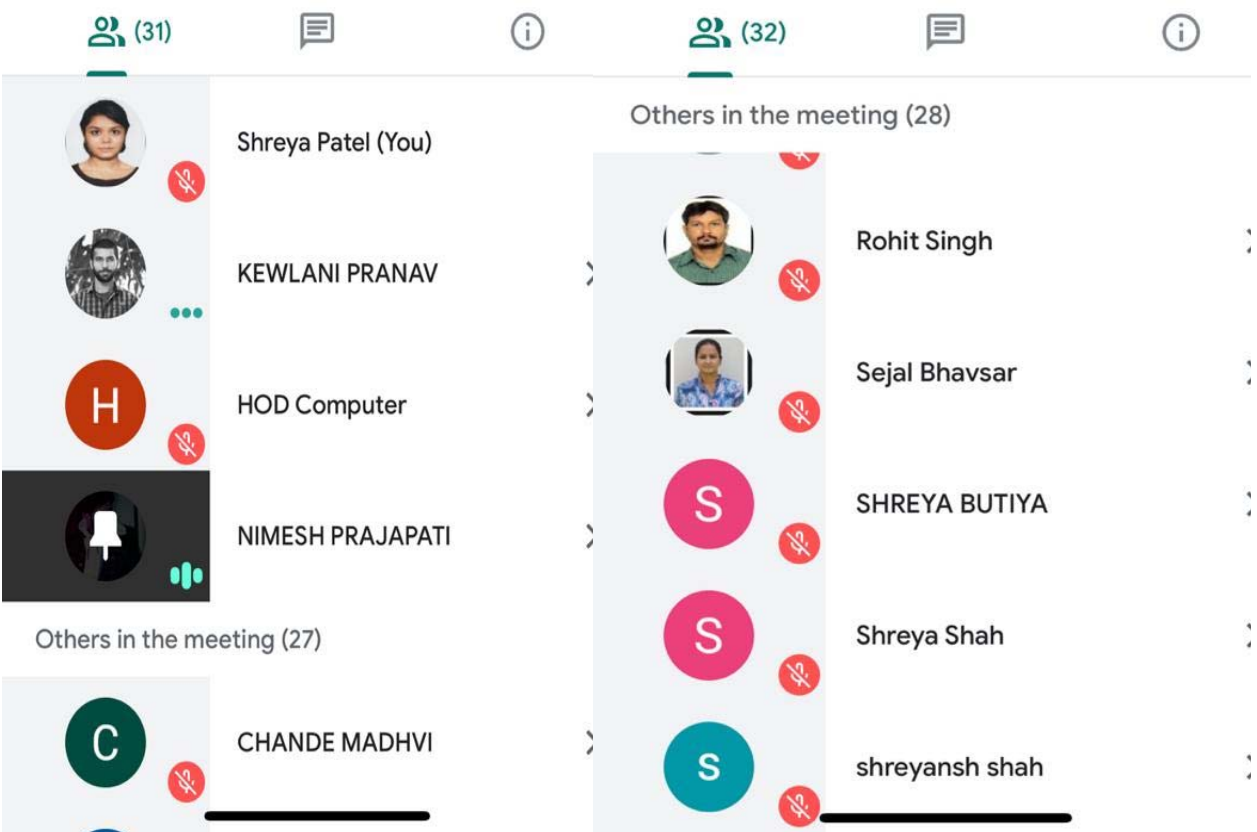 (31)
Shreya Patel (You)
KEWLANI PRANAV
H
HOD Computer
NIMESH PRAJAPATI
Others in the meeting (27)
C
CHANDE MADHVI
(32)
Others in the meeting (28)
Rohit Singh
Sejal Bhavsar
S
SHREYA BUTIYA
S
Shreya Shah
s
shreyansh shah